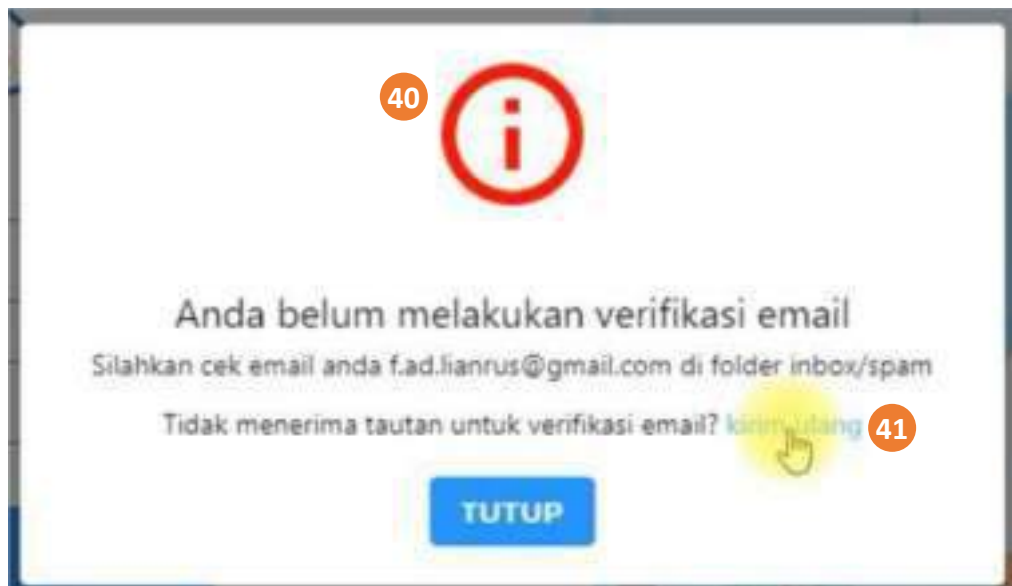 40
Anda belum melakukan verifikasi email
Silahkan cek email anda f.ad.lianrus@gmail.com di folder inbox/spam
Tidak menerima tautan untuk verifikasi email? kirim ulang 41
TUTUP